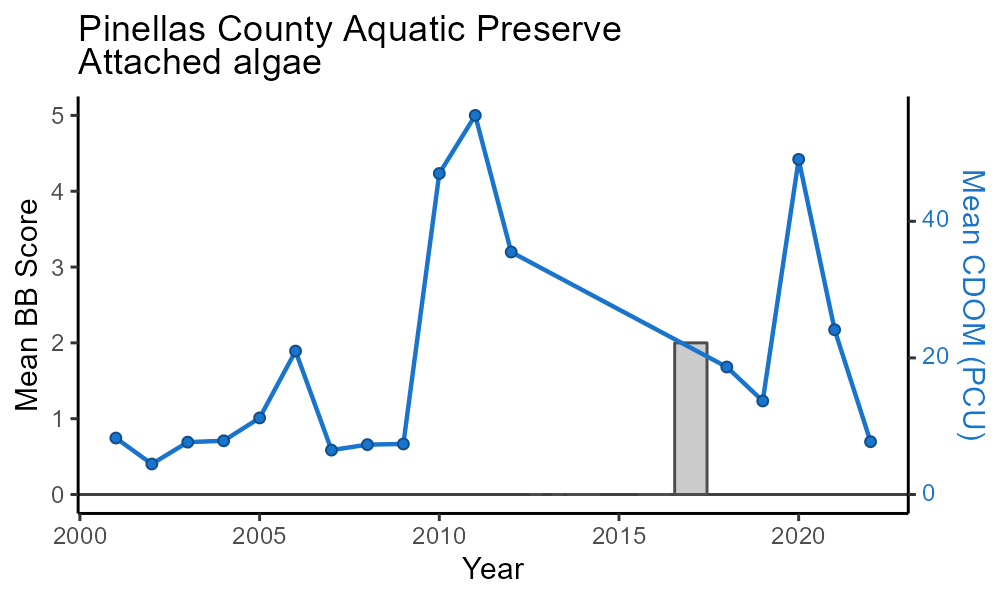 Pinellas County Aquatic Preserve
Attached algae
5
4
3
2
1
0
Mean BB Score
40
20
0
Mean CDOM (PCU)
2000 2005 2010 2015 2020
Year